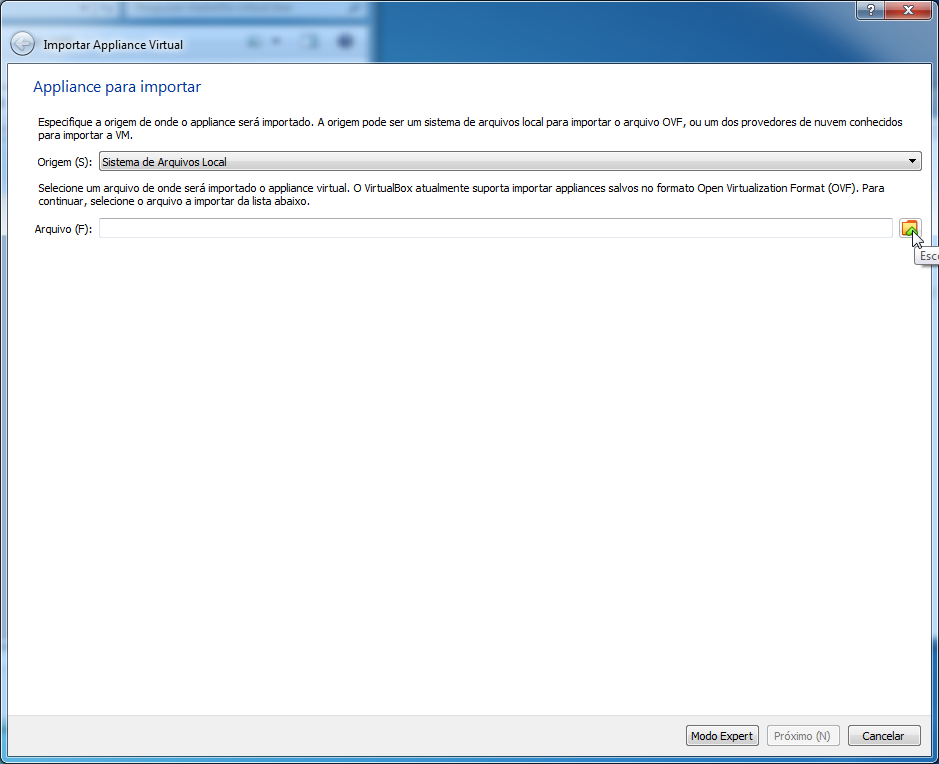 ?
Importar Appliance Virtual
Appliance para importar
Especifique a origem de onde o appliance será importado. A origem pode ser um sistema de arquivos local para importar o arquivo OVF, ou um dos provedores de nuvem conhecidos
para importar a VM.
Origem (S): Sistema de Arquivos Local
Selecione um arquivo de onde será importado o appliance virtual. O VirtualBox atualmente suporta importar appliances salvos no formato Open Virtualization Format (OVF). Para
continuar, selecione o arquivo a importar da lista abaixo.
Arquivo (F):
Esc
Modo Expert Próximo (N) Cancelar